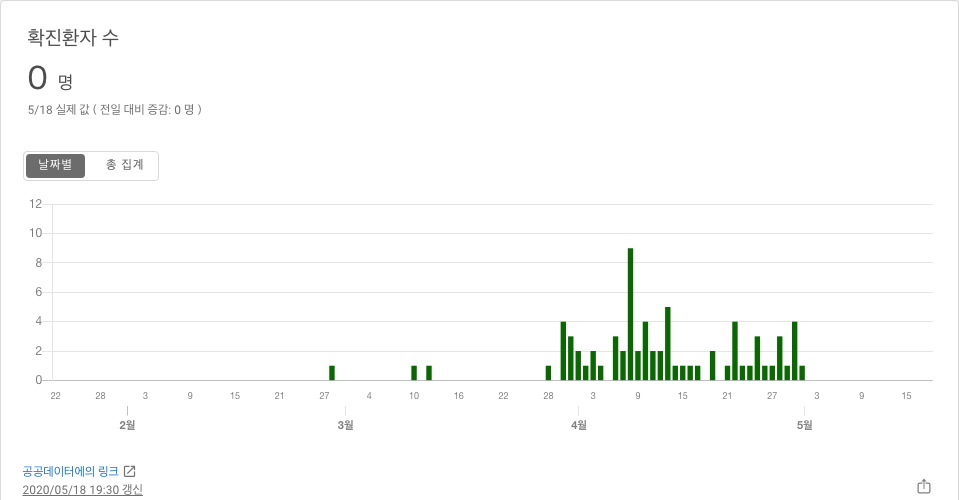 확진환자 수
0 명
5/18 실제 값 ( 전일 대비 증감: 0 명 )
날짜별 총 집계
12
10
8
6
4
2
0
22 28 3 9 15 21 27 4 10 16 22 28 3 9 15 21 27 3 9 15
2월 3월 4월 5월
공공데이터에의 링크
2020/05/18 19:30 갱신